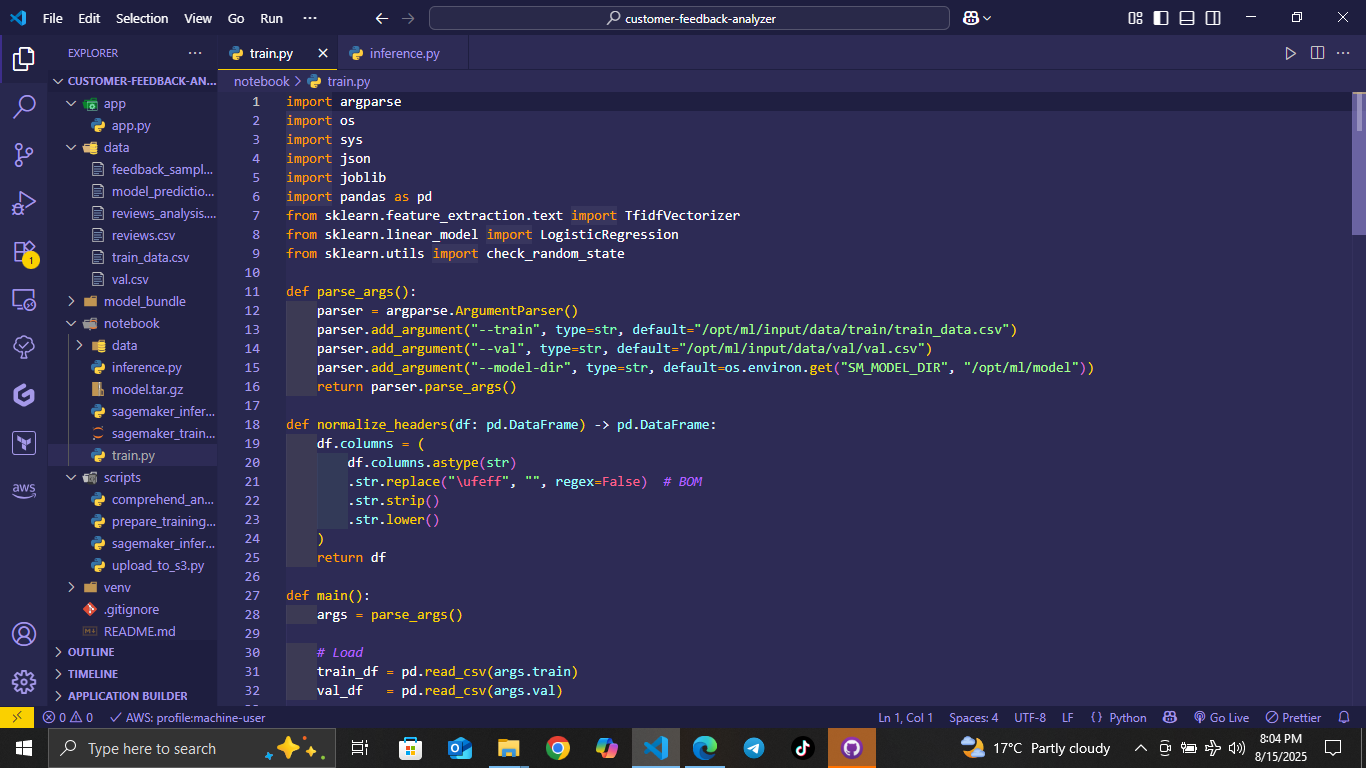 File Edit Selection View Go Run ···
customer-feedback-analyzer
EXPLORER ···
CUSTOMER-FEEDBACK-AN...
app
app.py
data
feedback_sampl...
model_predictio...
reviews_analysis....
reviews.csv
train_data.csv
val.csv
model_bundle
notebook
data
inference.py
model.tar.gz
sagemaker_infer...
sagemaker_train...
train.py
scripts
comprehend_an...
prepare_training...
sagemaker_infer...
upload_to_s3.py
venv
.gitignore
README.md
OUTLINE
TIMELINE
APPLICATION BUILDER
1
aws
train.py inference.py
notebook > train.py
1 import argparse
2 import os
3 import sys
4 import json
5 import joblib
6 import pandas as pd
7 from sklearn.feature_extraction.text import TfidfVectorizer
8 from sklearn.linear_model import LogisticRegression
9 from sklearn.utils import check_random_state
10
11 def parse_args():
12     parser = argparse.ArgumentParser()
13     parser.add_argument("--train", type=str, default="/opt/ml/input/data/train/train_data.csv")
14     parser.add_argument("--val", type=str, default="/opt/ml/input/data/val/val.csv")
15     parser.add_argument("--model-dir", type=str, default=os.environ.get("SM_MODEL_DIR", "/opt/ml/model"))
16     return parser.parse_args()
17
18 def normalize_headers(df: pd.DataFrame) -> pd.DataFrame:
19     df.columns = (
20         df.columns.astype(str)
21         .str.replace("\ufeff", "", regex=False)  # BOM
22         .str.strip()
23         .str.lower()
24     )
25     return df
26
27 def main():
28     args = parse_args()
29
30     # Load
31     train_df = pd.read_csv(args.train)
32     val_df   = pd.read_csv(args.val)
0 0 AWS: profile:machine-user Ln 1, Col 1 Spaces: 4 UTF-8 LF {} Python Go Live Prettier
Type here to search 17°C Partly cloudy 8:04 PM
8/15/2025